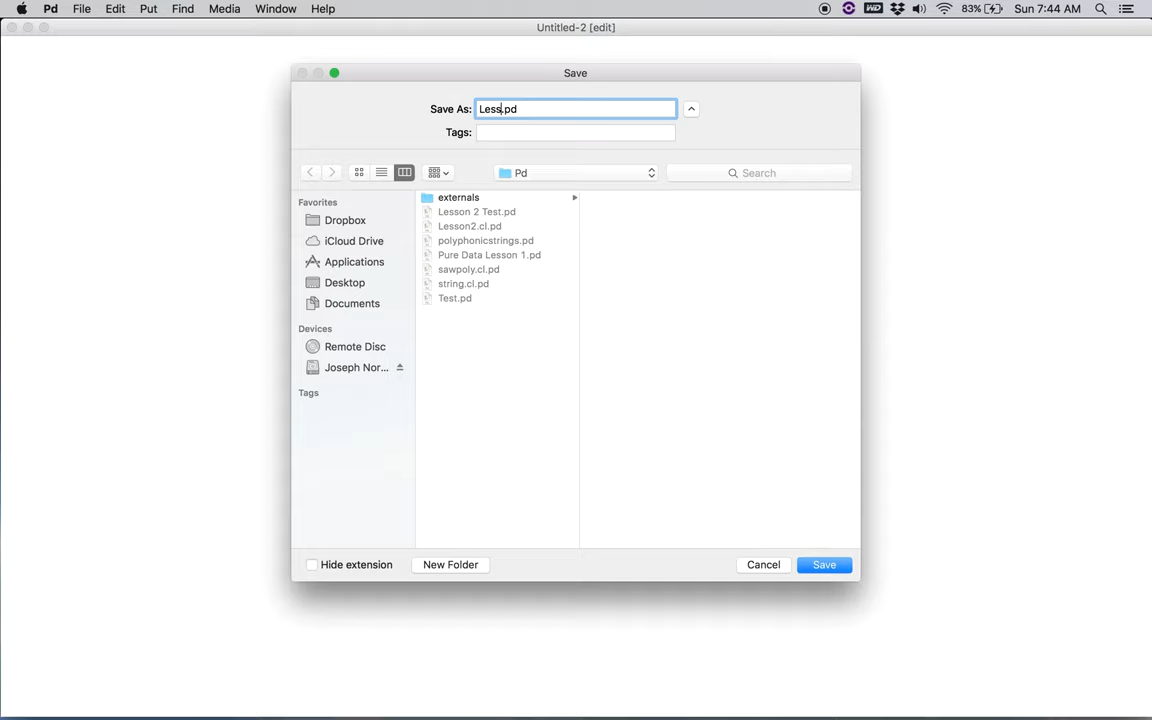 Pd File Edit Put Find Media Window Help
WD 83% Sun 7:44 AM
Untitled-2 [edit]
Save
Save As: Less.pd
Tags:
Pd
Search
Favorites
Dropbox
iCloud Drive
Applications
Desktop
Documents
Devices
Remote Disc
Joseph Nor...
Tags
externals
Lesson 2 Test.pd
Lesson2.cl.pd
polyphonicstrings.pd
Pure Data Lesson 1.pd
sawpoly.cl.pd
string.cl.pd
Test.pd
Hide extension
New Folder
Cancel
Save